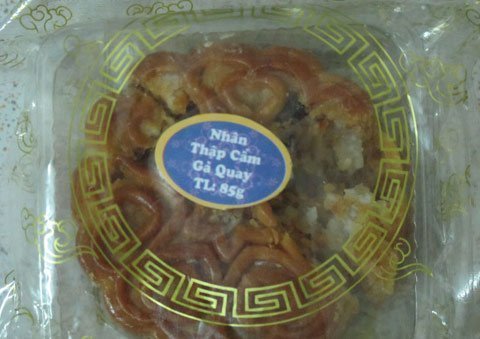 Nhân
Thập Cẩm
Gà Quay
TL: 85g